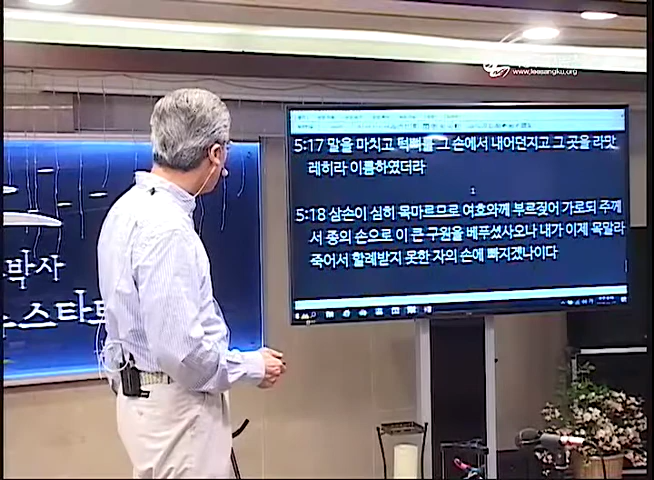 www.leesangku.org
5:17 말을 마치고 턱뼈를 그 손에서 내어던지고 그 곳을 라맛
레히라 이름하였더라
5:18 삼손이 심히 목마르므로 여호와께 부르짖어 가로되 주께
서 종의 손으로 이 큰 구원을 베푸셨사오나 내가 이제 목말라
죽어서 할례받지 못한 자의 손에 빠지겠나이다
박사
스타트